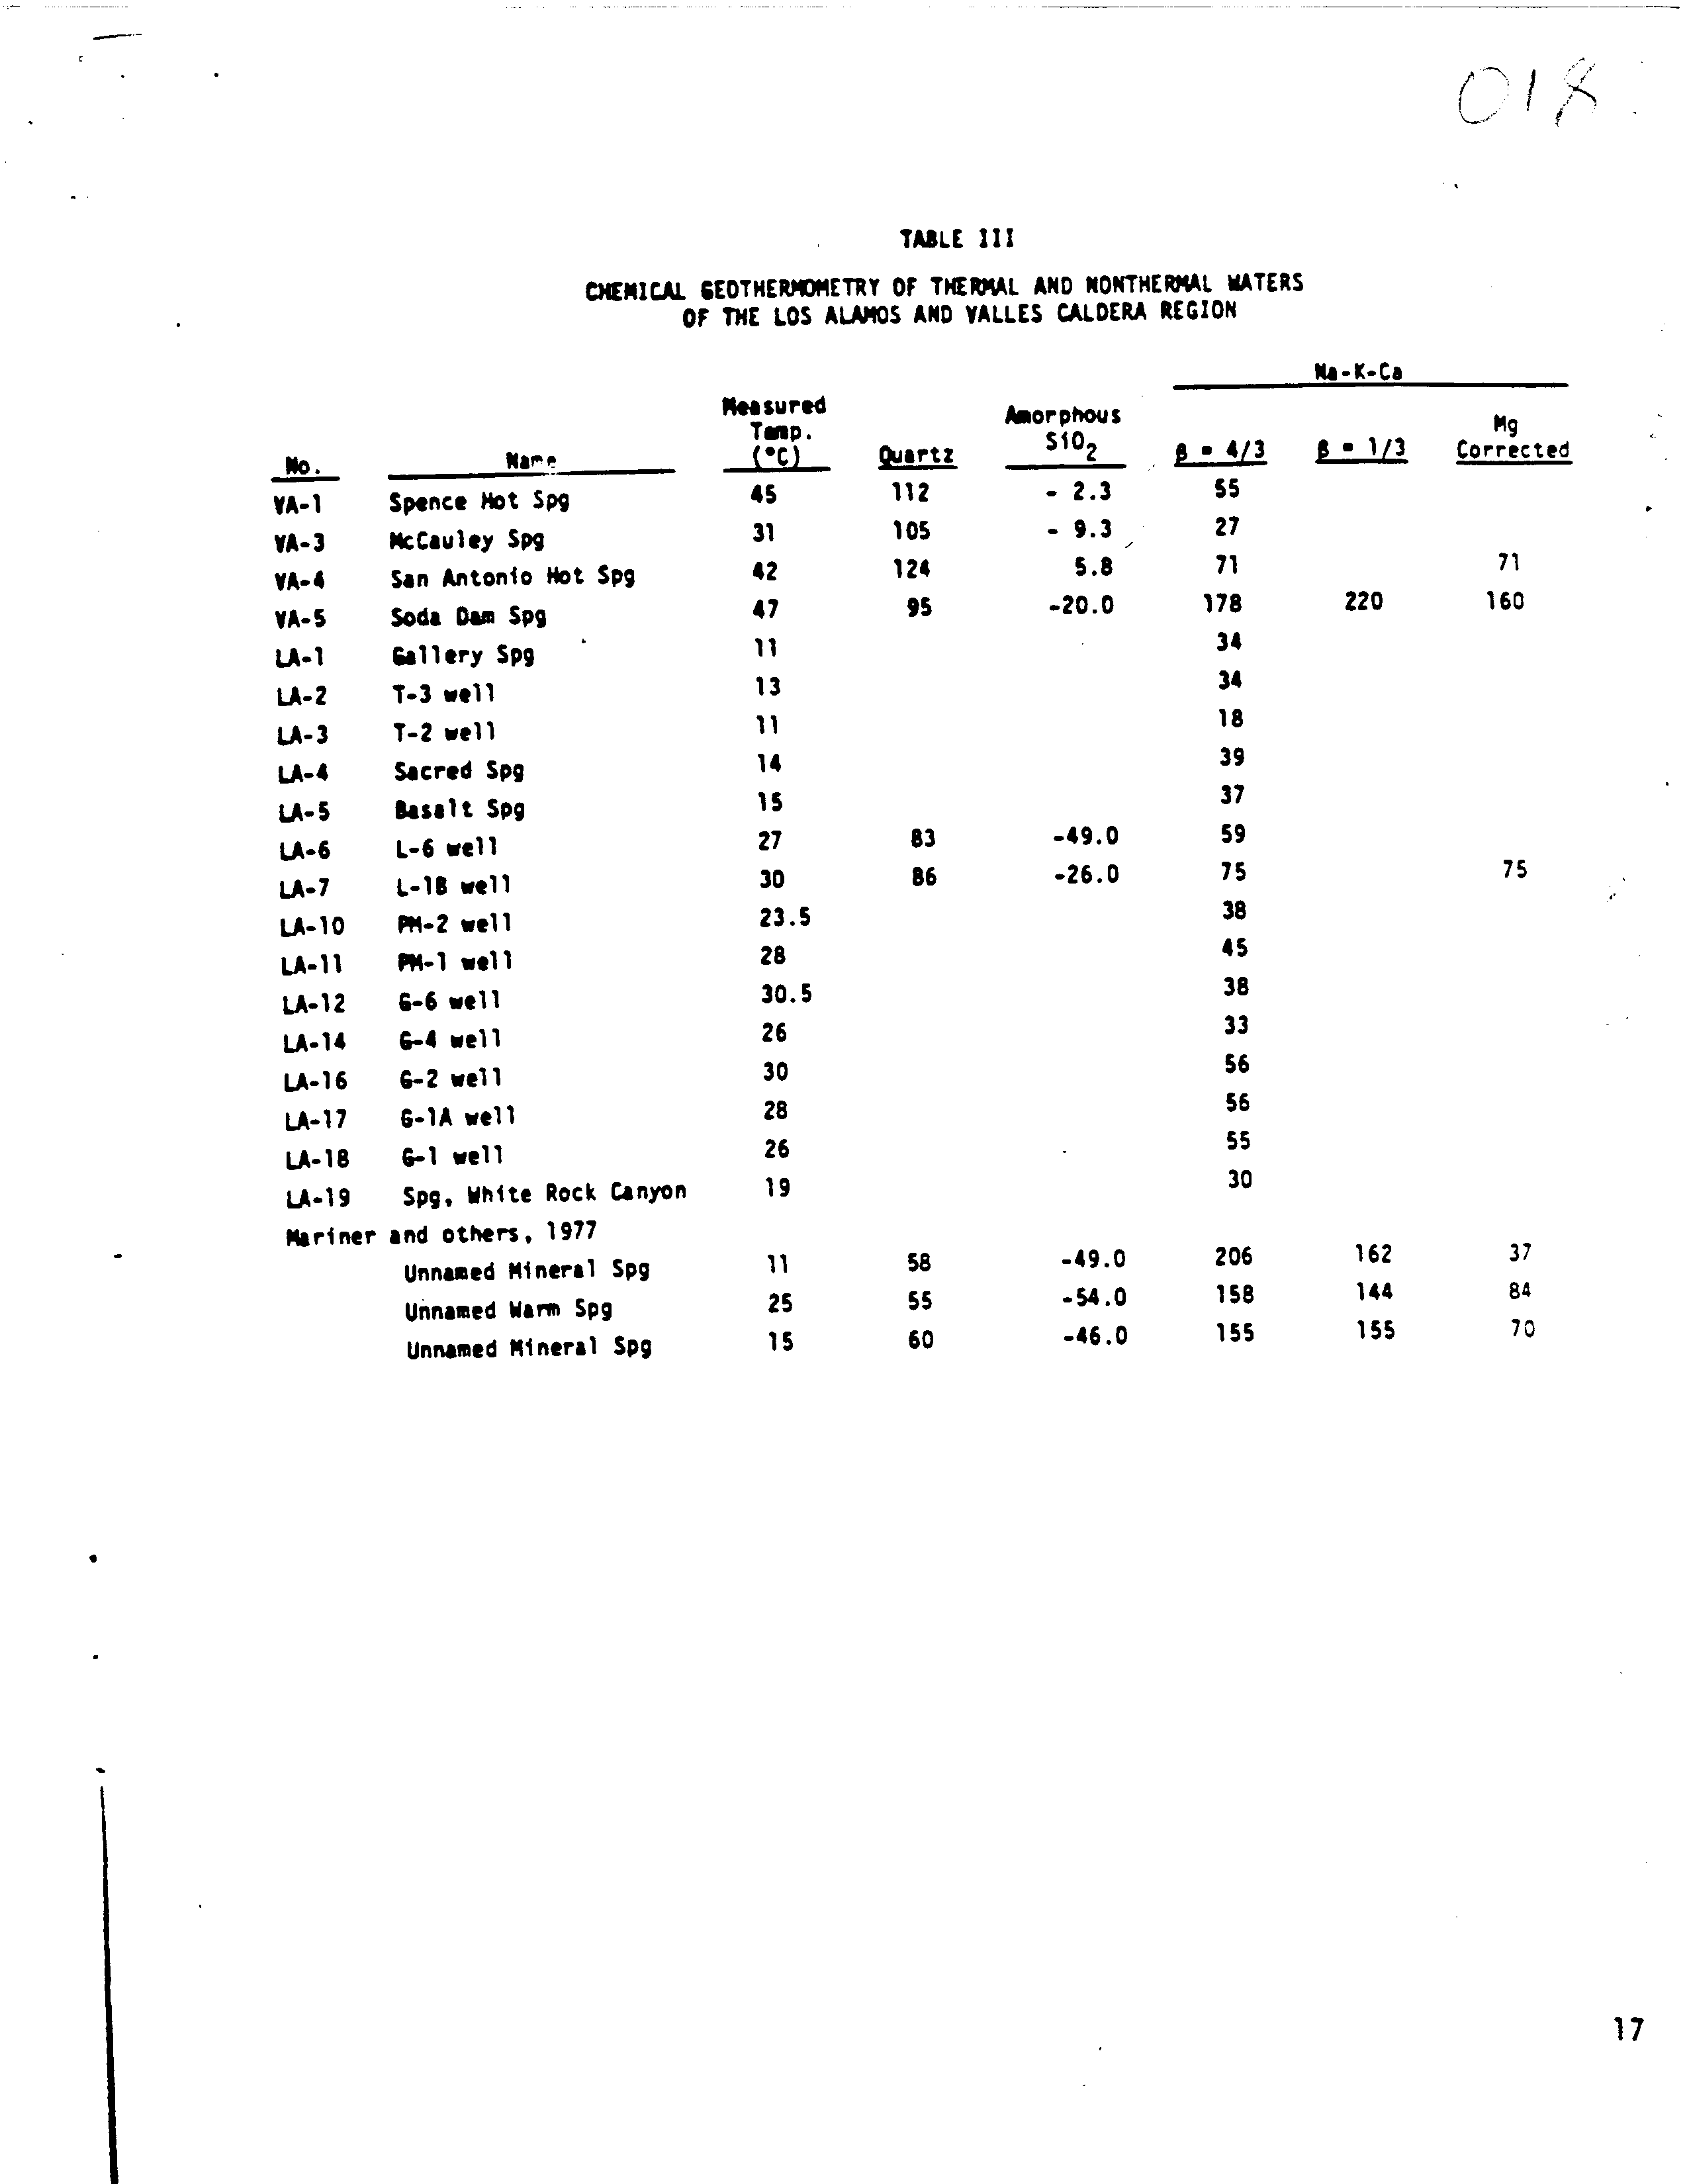 018
TABLE III
CHEMICAL GEOTHERMOMETRY OF THERMAL AND NONTHERMAL WATERS
OF THE LOS ALAMOS AND VALLES CALDERA REGION
Na-K-Ca
No. Name Measured Temp. (°C) Quartz Amorphous SiO2 β = 4/3 β = 1/3 Mg Corrected
VA-1 Spence Hot Spg 45 112 - 2.3 55
VA-3 McCauley Spg 31 105 - 9.3 27
VA-4 San Antonio Hot Spg 42 124 5.8 71 71
VA-5 Soda Dam Spg 47 95 -20.0 178 220 160
LA-1 Gallery Spg 11 34
LA-2 T-3 well 13 34
LA-3 T-2 well 11 18
LA-4 Sacred Spg 14 39
LA-5 Basalt Spg 15 37
LA-6 L-6 well 27 83 -49.0 59
LA-7 L-1B well 30 86 -26.0 75 75
LA-10 PM-2 well 23.5 38
LA-11 PM-1 well 28 45
LA-12 G-6 well 30.5 38
LA-14 G-4 well 26 33
LA-16 G-2 well 30 56
LA-17 G-1A well 28 56
LA-18 G-1 well 26 55
LA-19 Spg, White Rock Canyon 19 30
Mariner and others, 1977
Unnamed Mineral Spg 11 58 -49.0 206 162 37
Unnamed Warm Spg 25 55 -54.0 158 144 84
Unnamed Mineral Spg 15 60 -46.0 155 155 70
17